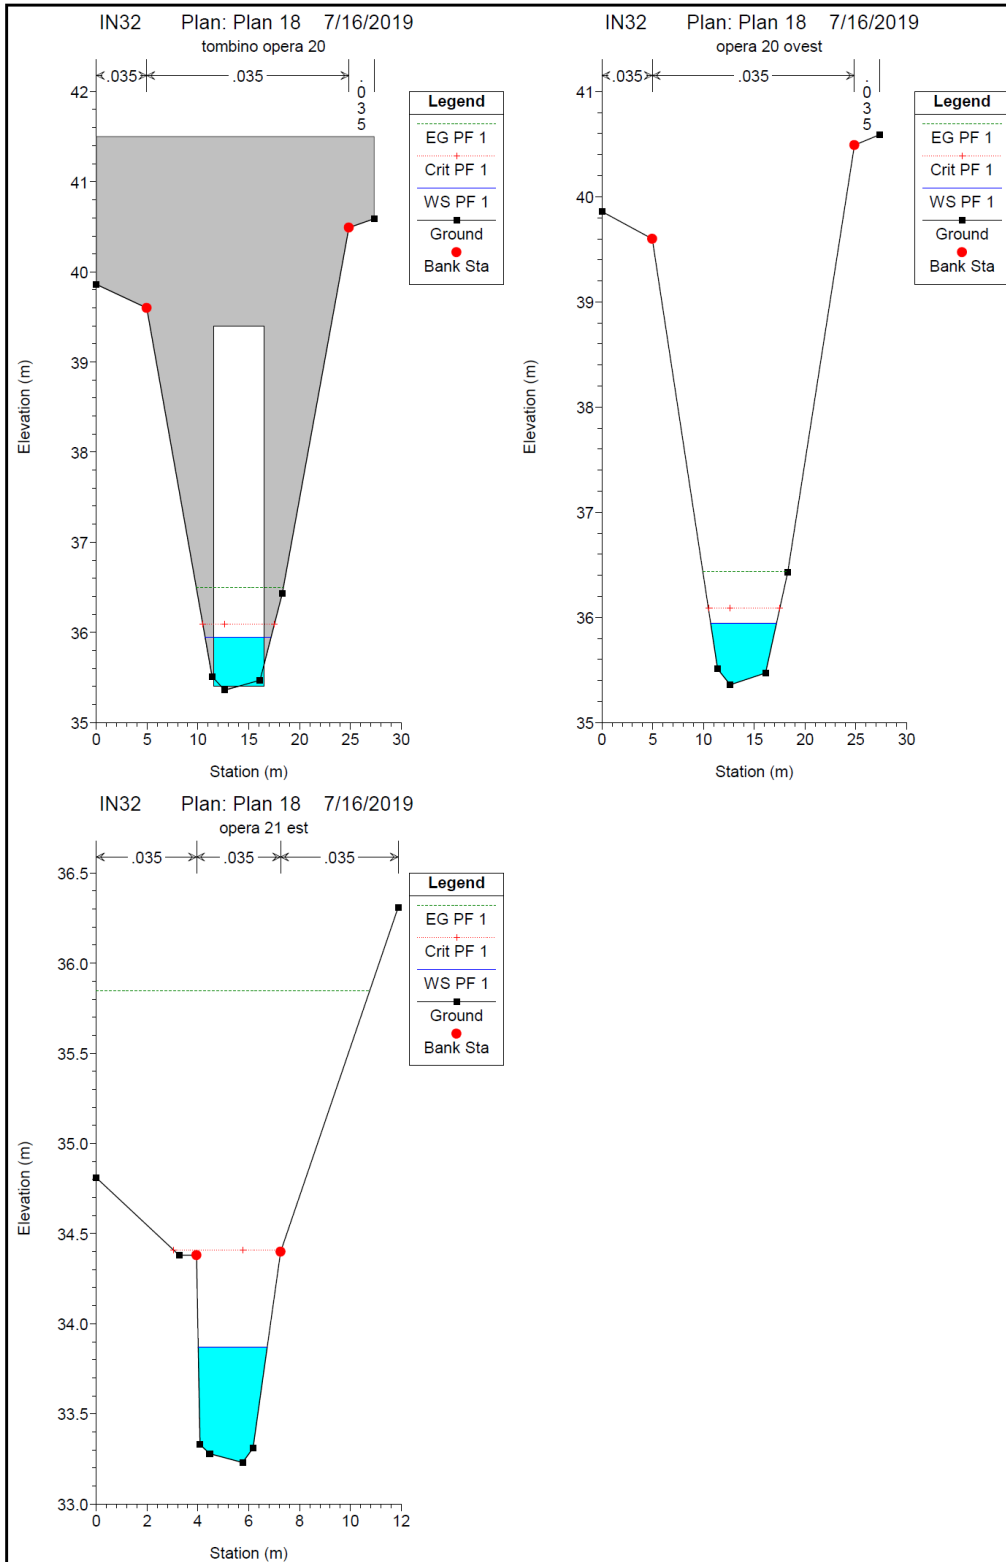 IN32 Plan: Plan 18 7/16/2019
tombino opera 20
.035 .035 .035
Legend
EG PF 1
Crit PF 1
WS PF 1
Ground
Bank Sta
42
41
40
39
38
37
36
35
0 5 10 15 20 25 30
Elevation (m)
Station (m)
IN32 Plan: Plan 18 7/16/2019
opera 20 ovest
.035 .035 .035
Legend
EG PF 1
Crit PF 1
WS PF 1
Ground
Bank Sta
41
40
39
38
37
36
35
0 5 10 15 20 25 30
Elevation (m)
Station (m)
IN32 Plan: Plan 18 7/16/2019
opera 21 est
.035 .035 .035
Legend
EG PF 1
Crit PF 1
WS PF 1
Ground
Bank Sta
36.5
36.0
35.5
35.0
34.5
34.0
33.5
33.0
0 2 4 6 8 10 12
Elevation (m)
Station (m)